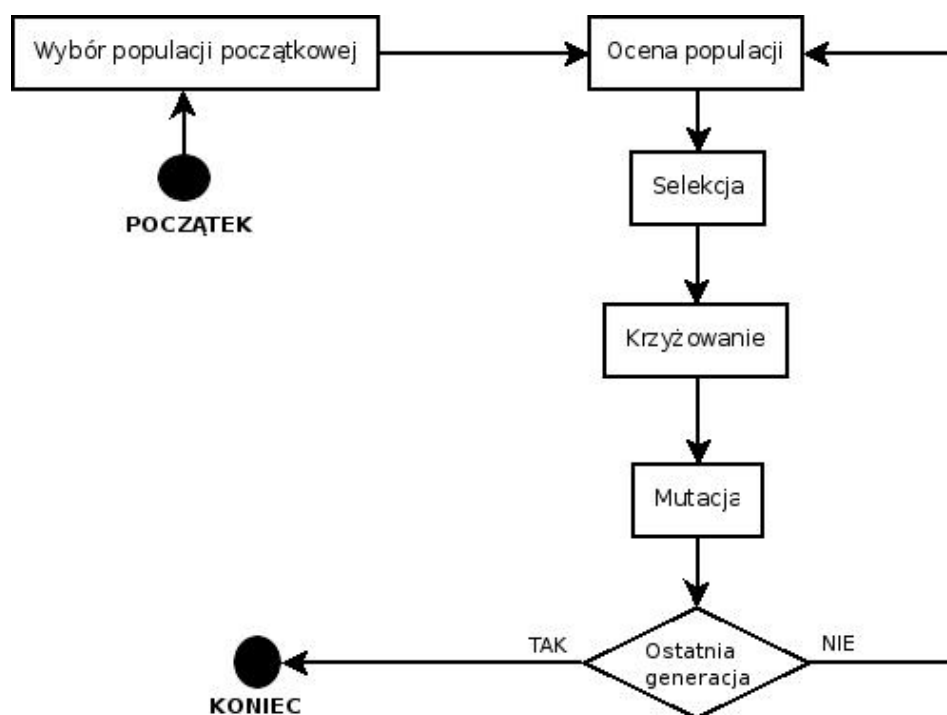 Wybór populacji początkowej
Ocena populacji
POCZĄTEK
Selekcja
Krzyżowanie
Mutacja
Ostatnia
generacja
TAK
NIE
KONIEC